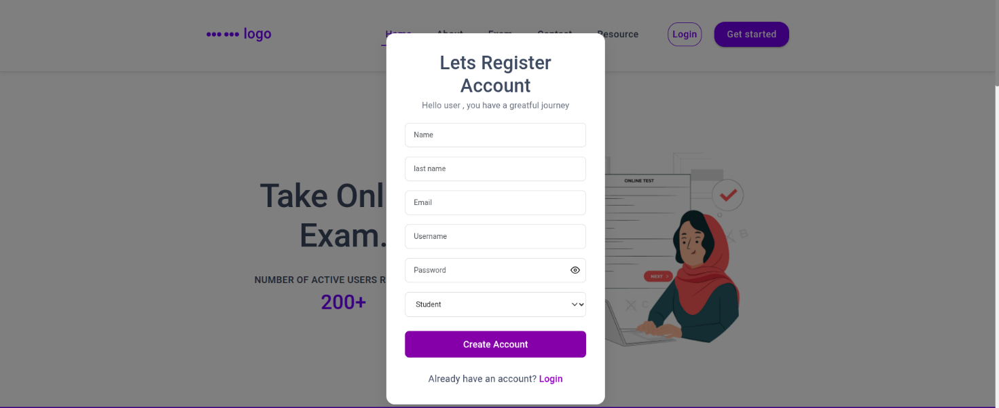 logo
Home About Exam Contact Resource Login Get started
Lets Register
Account
Hello user , you have a greatful journey
Name
last name
Email
Username
Password
Student
Create Account
Already have an account? Login
Take Onl
Exam.
NUMBER OF ACTIVE USERS R
200+
ONLINE TEST
NEXT >
B
X C